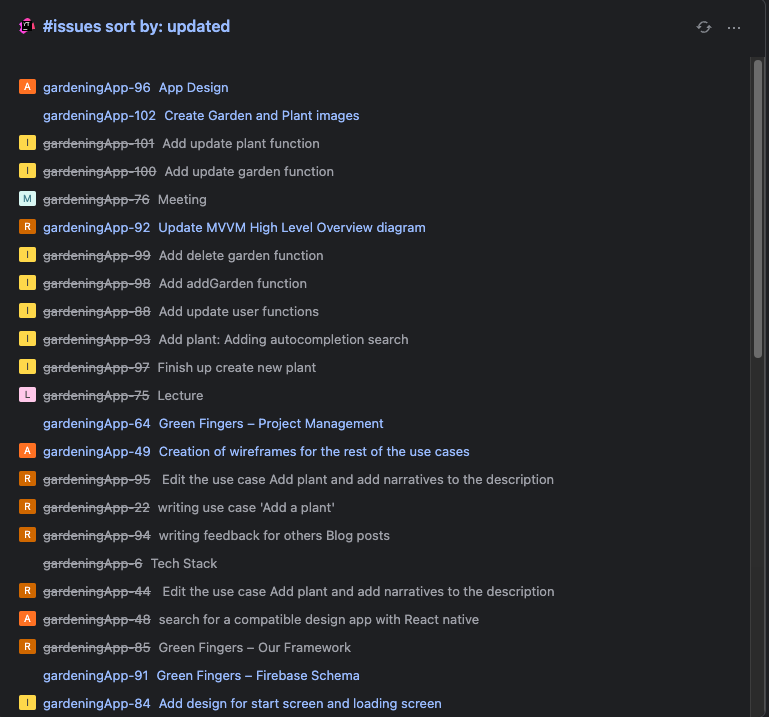 #issues sort by: updated
A gardeningApp-96 App Design
gardeningApp-102 Create Garden and Plant images
I gardeningApp-101 Add update plant function
I gardeningApp-100 Add update garden function
M gardeningApp-76 Meeting
R gardeningApp-92 Update MVVM High Level Overview diagram
I gardeningApp-99 Add delete garden function
I gardeningApp-98 Add addGarden function
I gardeningApp-88 Add update user functions
I gardeningApp-93 Add plant: Adding autocompletion search
I gardeningApp-97 Finish up create new plant
L gardeningApp-75 Lecture
gardeningApp-64 Green Fingers – Project Management
A gardeningApp-49 Creation of wireframes for the rest of the use cases
R gardeningApp-95 Edit the use case Add plant and add narratives to the description
R gardeningApp-22 writing use case 'Add a plant'
R gardeningApp-94 writing feedback for others Blog posts
gardeningApp-6 Tech Stack
R gardeningApp-44 Edit the use case Add plant and add narratives to the description
A gardeningApp-48 search for a compatible design app with React native
R gardeningApp-85 Green Fingers – Our Framework
gardeningApp-91 Green Fingers – Firebase Schema
I gardeningApp-84 Add design for start screen and loading screen